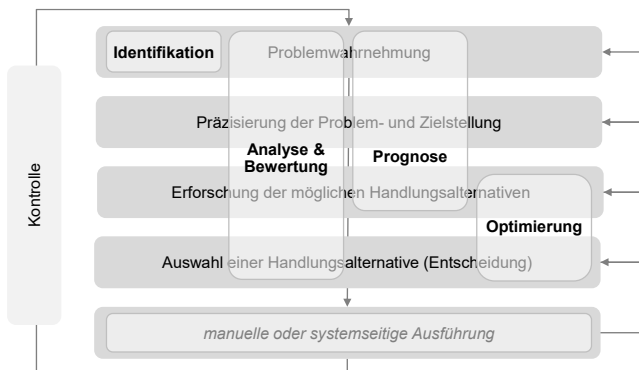 Identifikation
Problemwahrnehmung
Präzisierung der Problem- und Zielstellung
Analyse &
Bewertung
Prognose
Kontrolle
Erforschung der möglichen Handlungsalternativen
Optimierung
Auswahl einer Handlungsalternative (Entscheidung)
manuelle oder systemseitige Ausführung